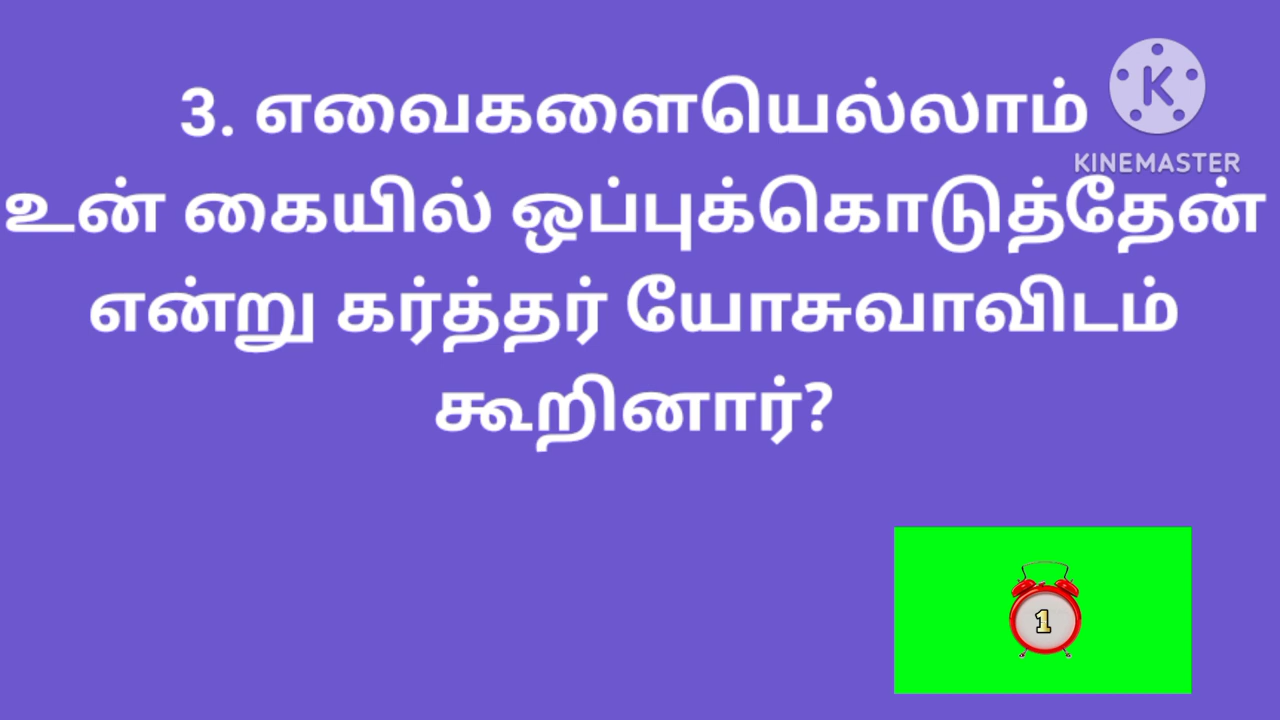 3. எவைகளையெல்லாம்
KINEMASTER
உன் கையில் ஒப்புக்கொடுத்தேன்
என்று கர்த்தர் யோசுவாவிடம்
கூறினார்?
1